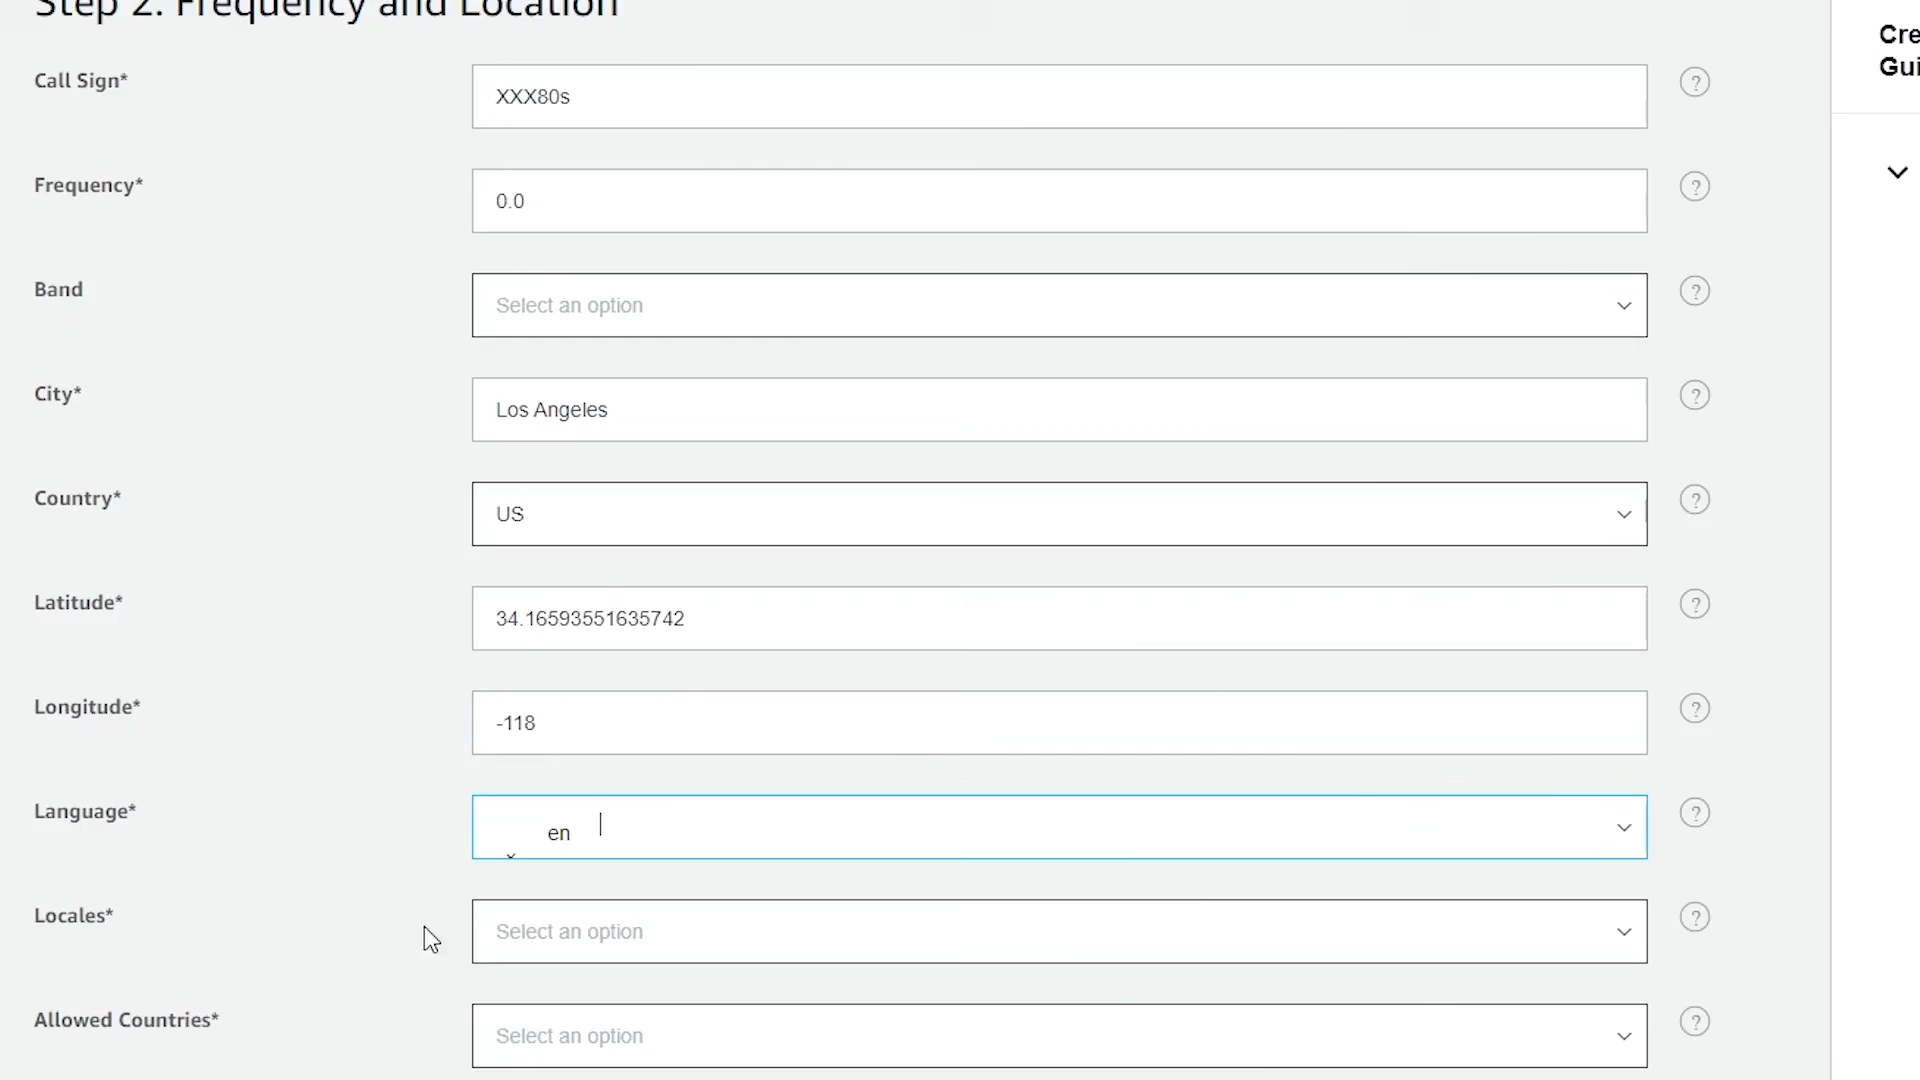 Step 2: Frequency and Location
Cre
Gui
Call Sign*
XXX80s
?
Frequency*
0.0
?
Band
Select an option
?
City*
Los Angeles
?
Country*
US
?
Latitude*
34.16593551635742
?
Longitude*
-118
?
Language*
x
en
?
Locales*
Select an option
?
Allowed Countries*
Select an option
?